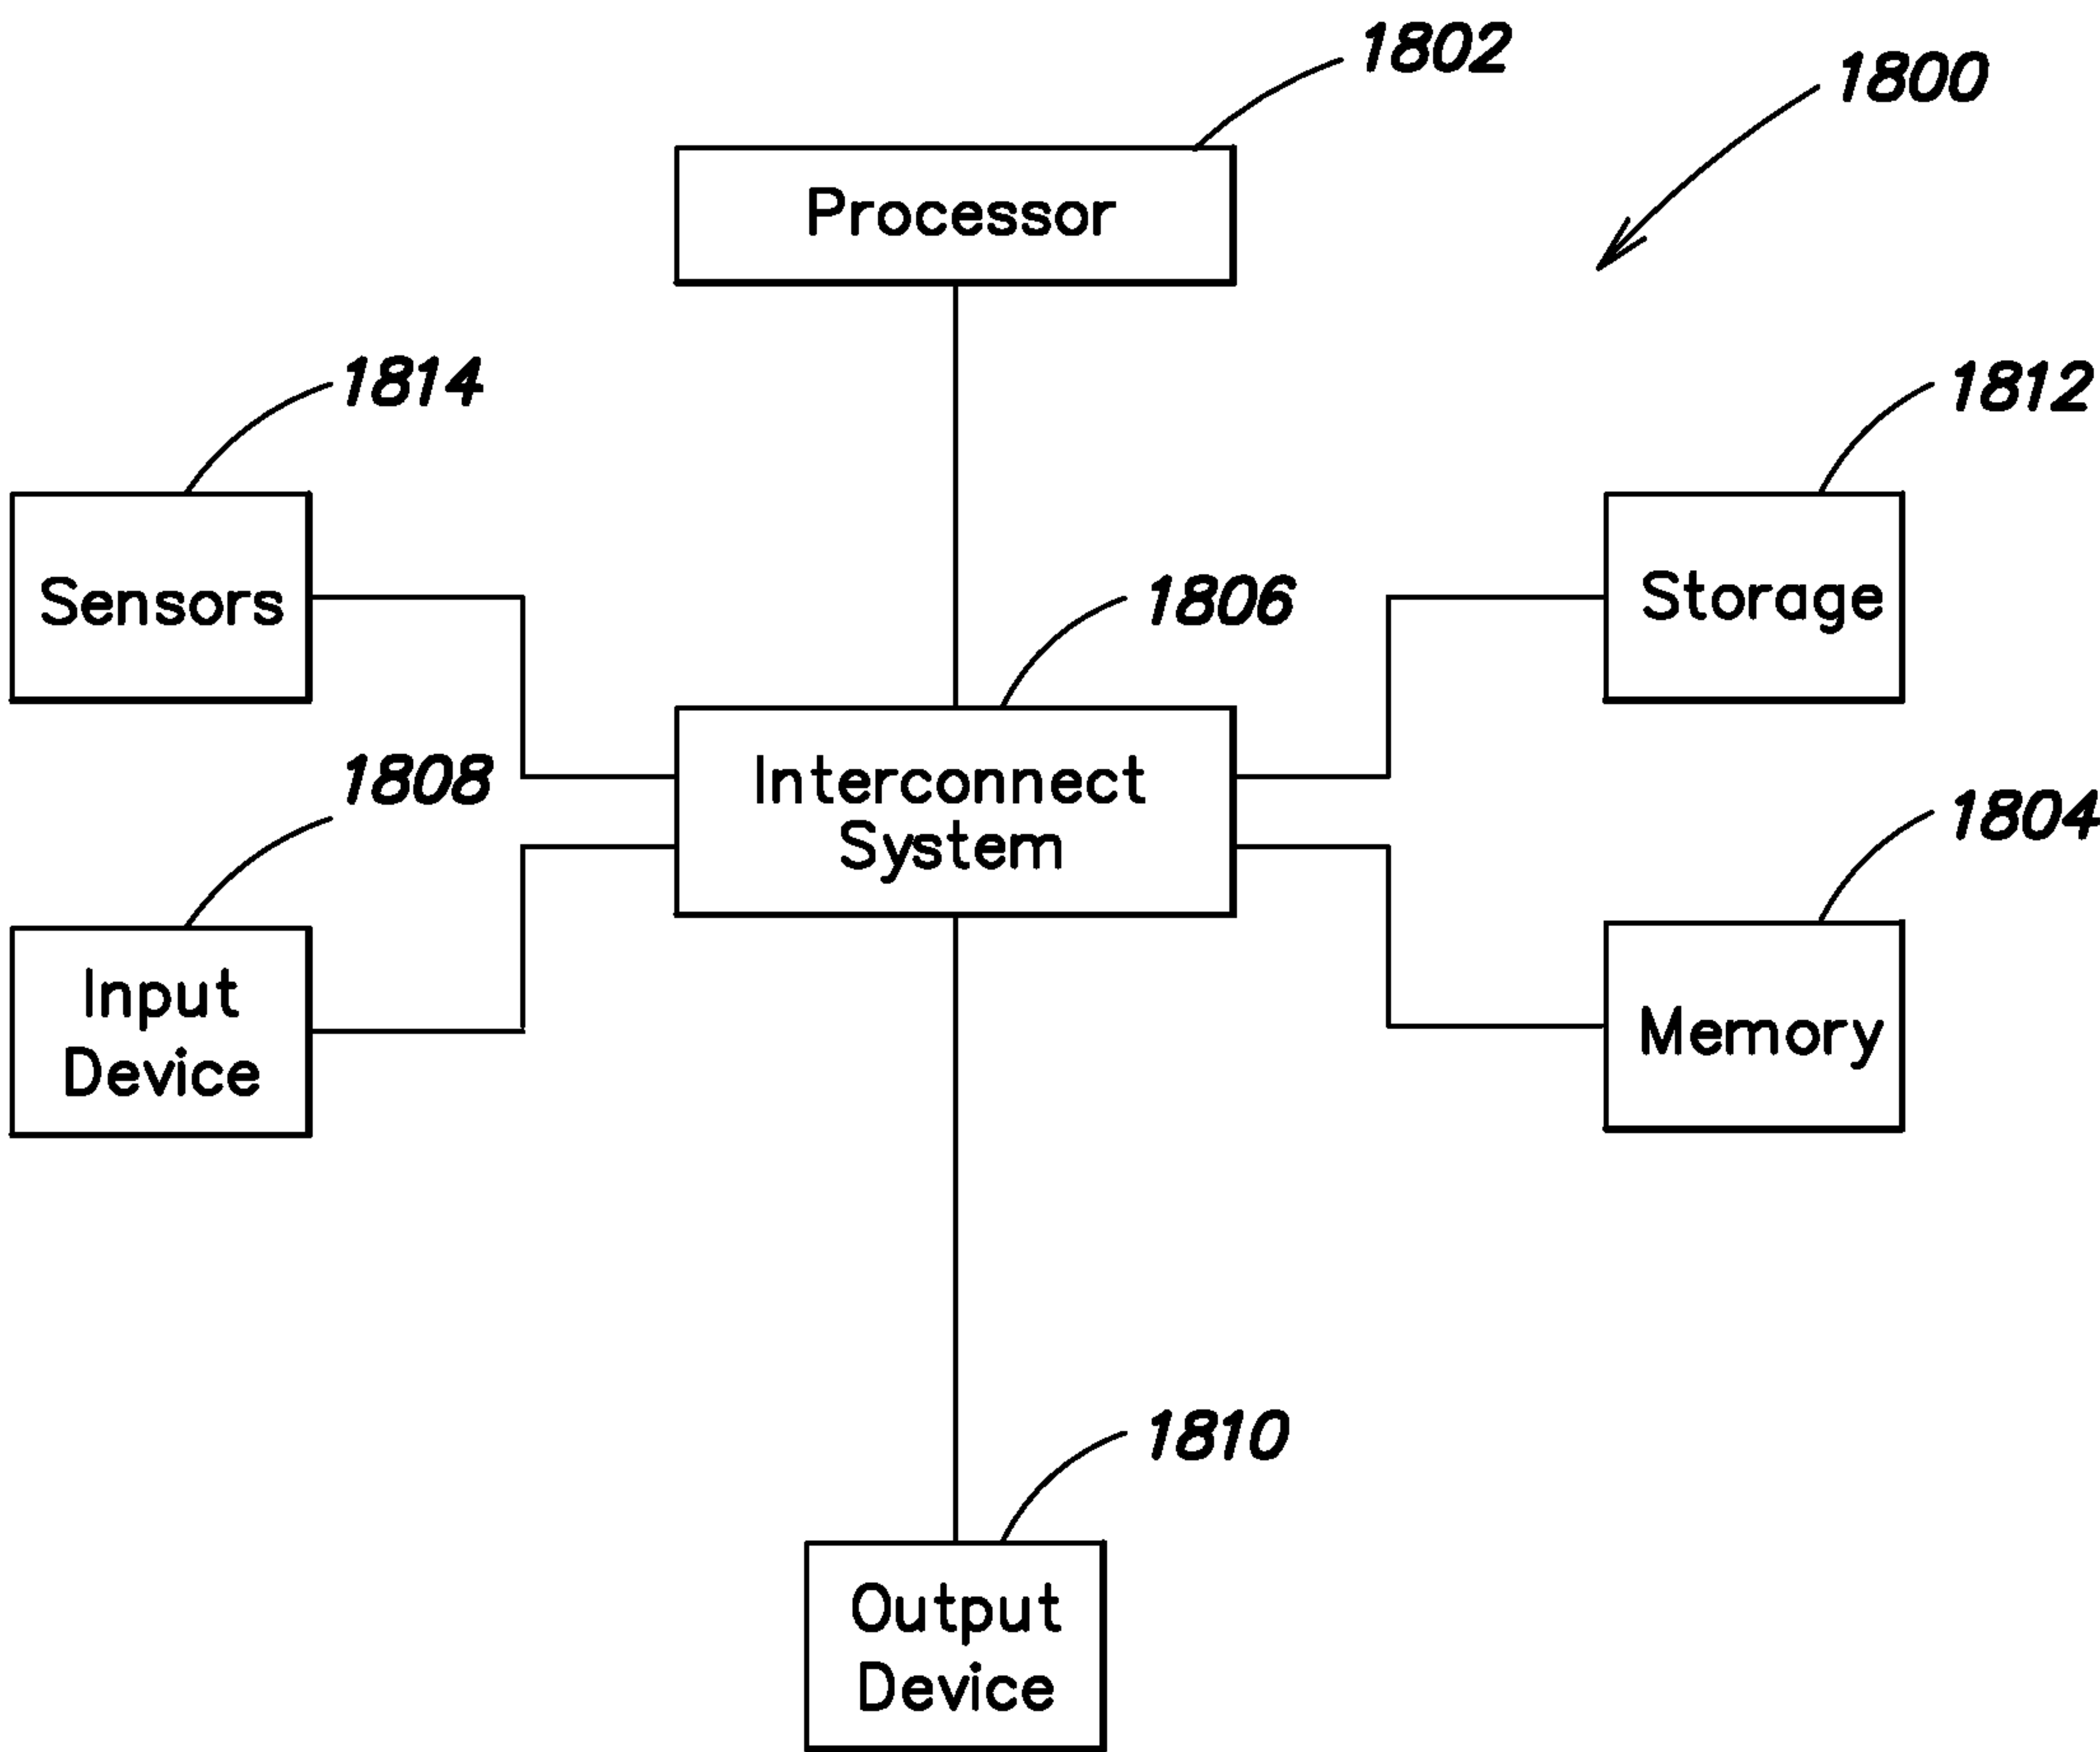 1802
1800
Processor
1814
1812
Sensors
1806
Storage
1808
Interconnect
System
1804
Input
Device
Memory
1810
Output
Device